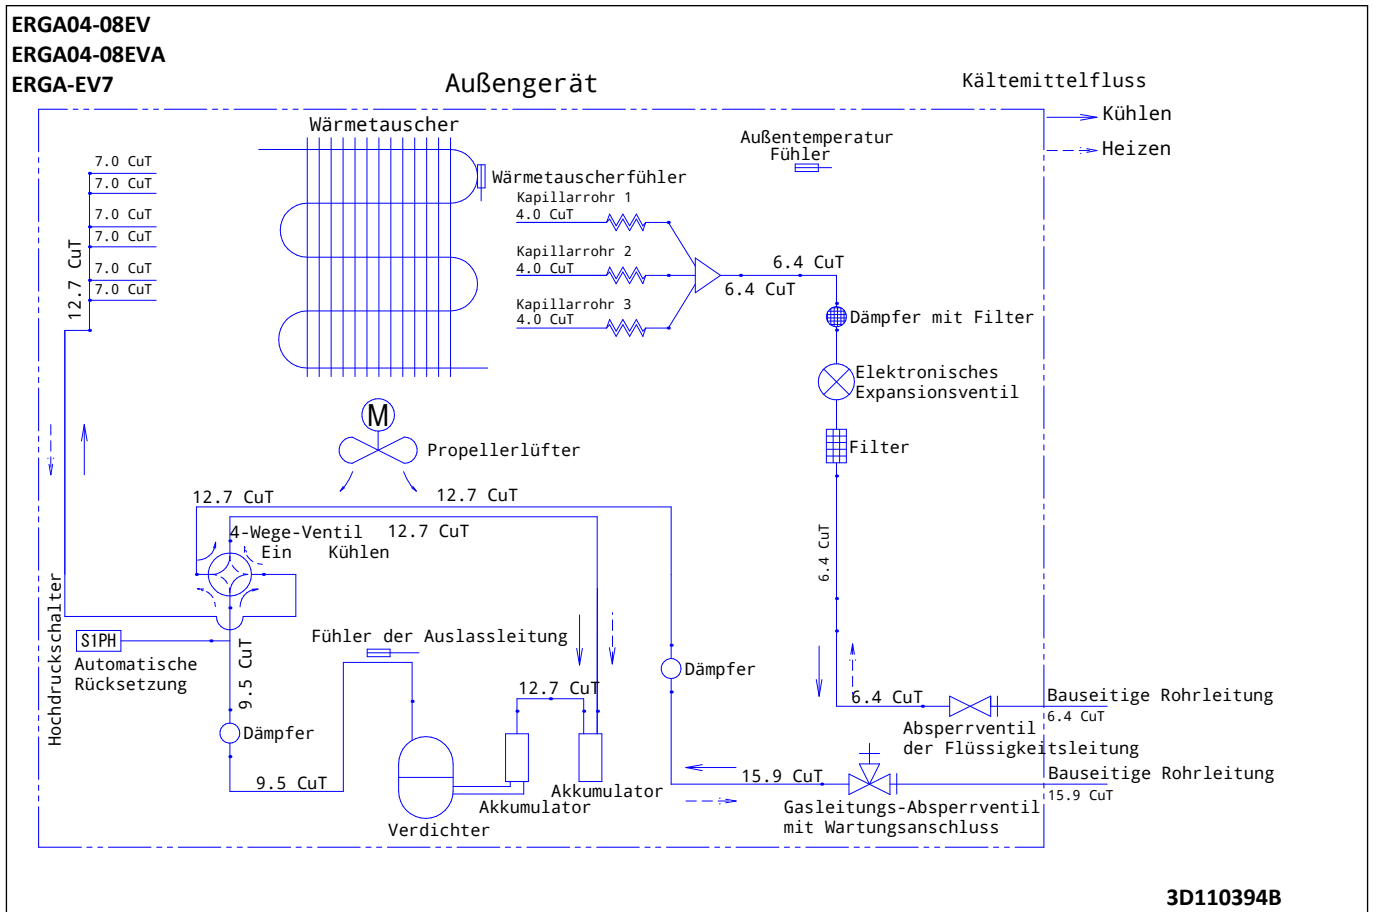 ERGA04-08EV
ERGA04-08EVA
ERGA-EV7
Außengerät
Kältemittelfluss
Kühlen
Heizen
Wärmetauscher
Außentemperatur
Fühler
7.0 CuT
7.0 CuT
7.0 CuT
7.0 CuT
7.0 CuT
7.0 CuT
12.7 CuT
Wärmetauscherfühler
Kapillarrohr 1
4.0 CuT
Kapillarrohr 2
4.0 CuT
Kapillarrohr 3
4.0 CuT
6.4 CuT
6.4 CuT
Dämpfer mit Filter
Elektronisches
Expansionsventil
Filter
M
Propellerlüfter
12.7 CuT
12.7 CuT
4-Wege-Ventil
Ein Kühlen
12.7 CuT
6.4 CuT
Hochdruckschalter
S1PH
Automatische
Rücksetzung
9.5 CuT
Fühler der Auslassleitung
Dämpfer
12.7 CuT
Dämpfer
9.5 CuT
Verdichter
Akkumulator
Akkumulator
6.4 CuT
Bauseitige Rohrleitung
6.4 CuT
Absperrventil
der Flüssigkeitsleitung
15.9 CuT
Bauseitige Rohrleitung
15.9 CuT
Gasleitungs-Absperrventil
mit Wartungsanschluss
3D110394B